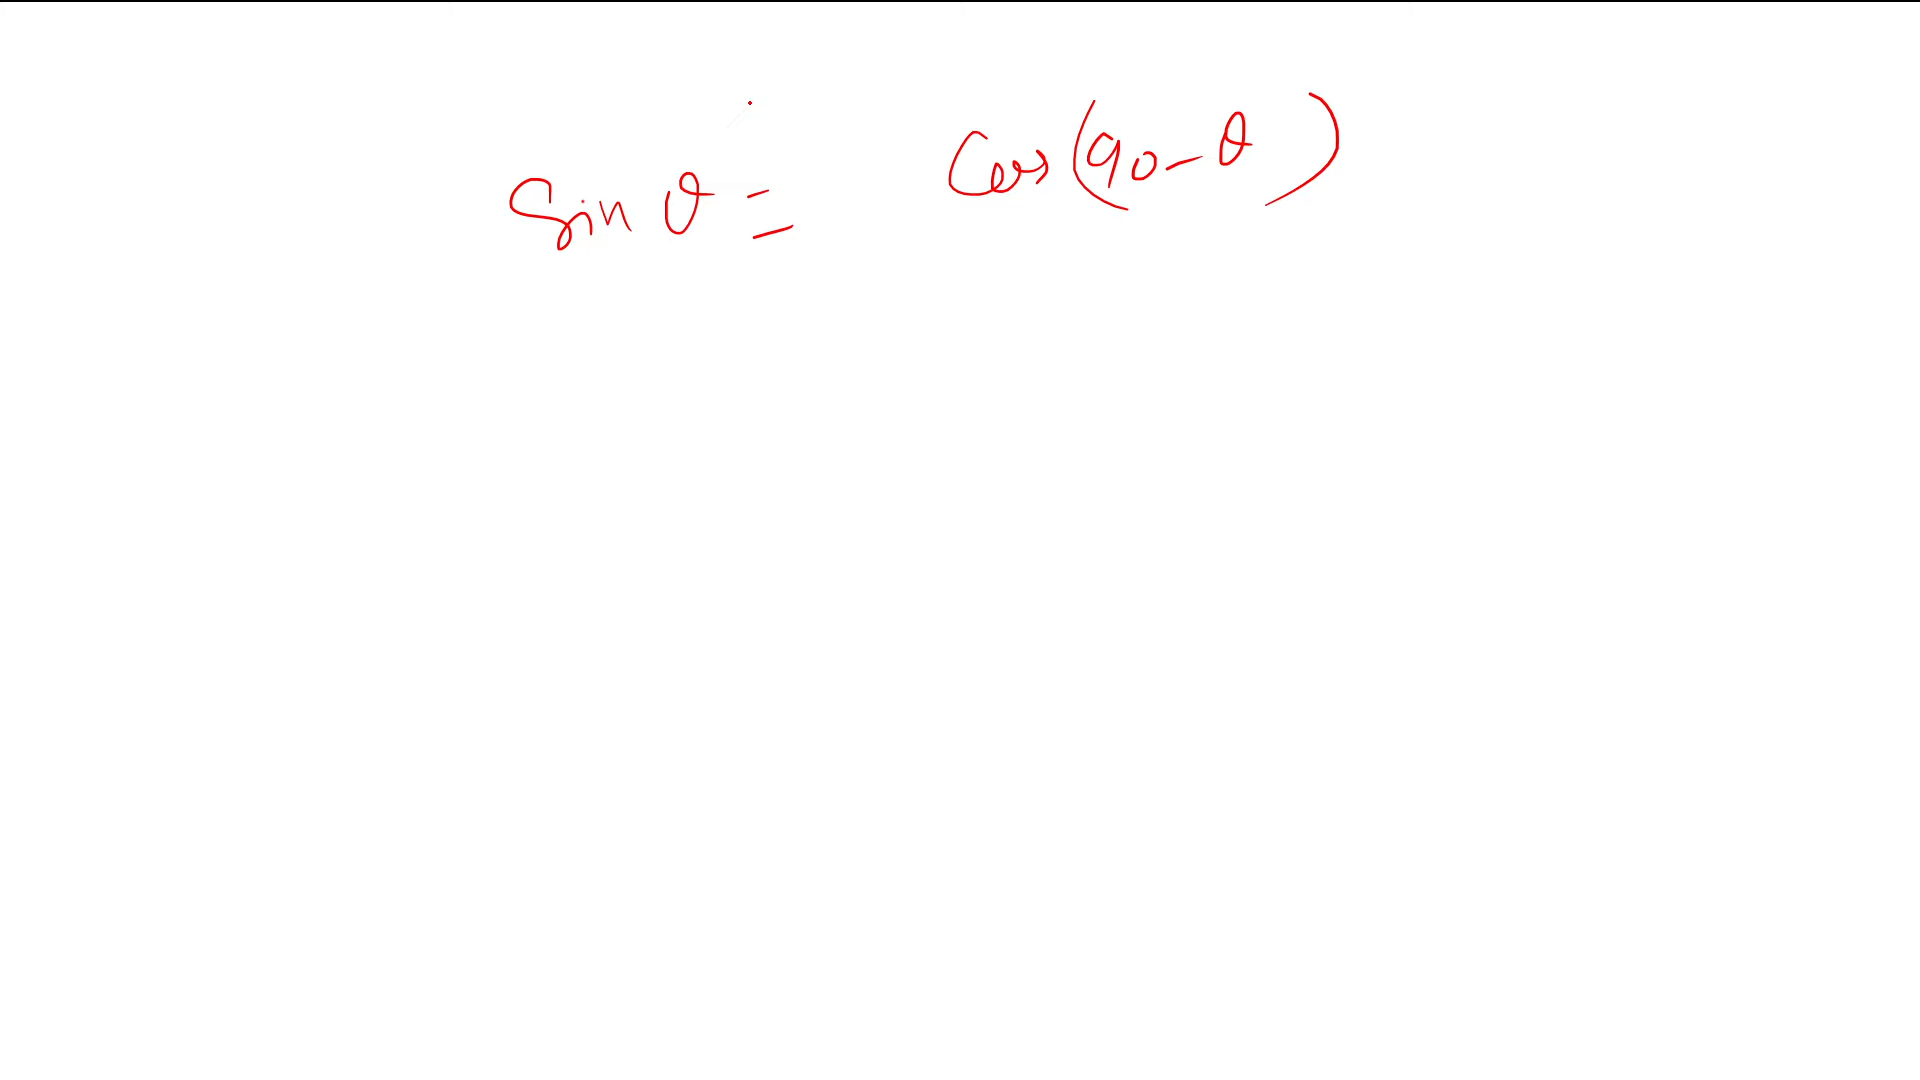 Sin θ = Cos(90-θ)